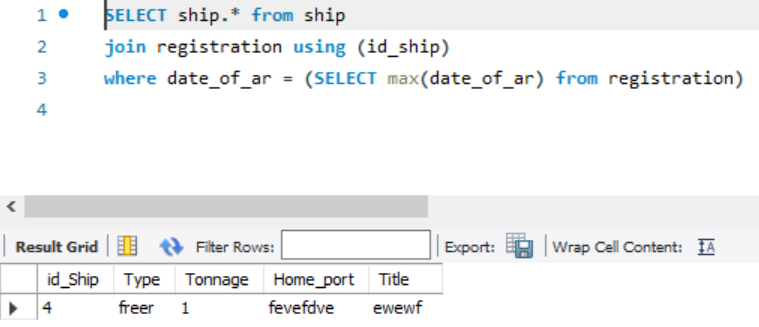 1 SELECT ship.* from ship
2 join registration using (id_ship)
3 where date_of_ar = (SELECT max(date_of_ar) from registration)
4
Result Grid Filter Rows: Export: Wrap Cell Content: IA
id_Ship Type Tonnage Home_port Title
4 freer 1 fevefdve ewewf